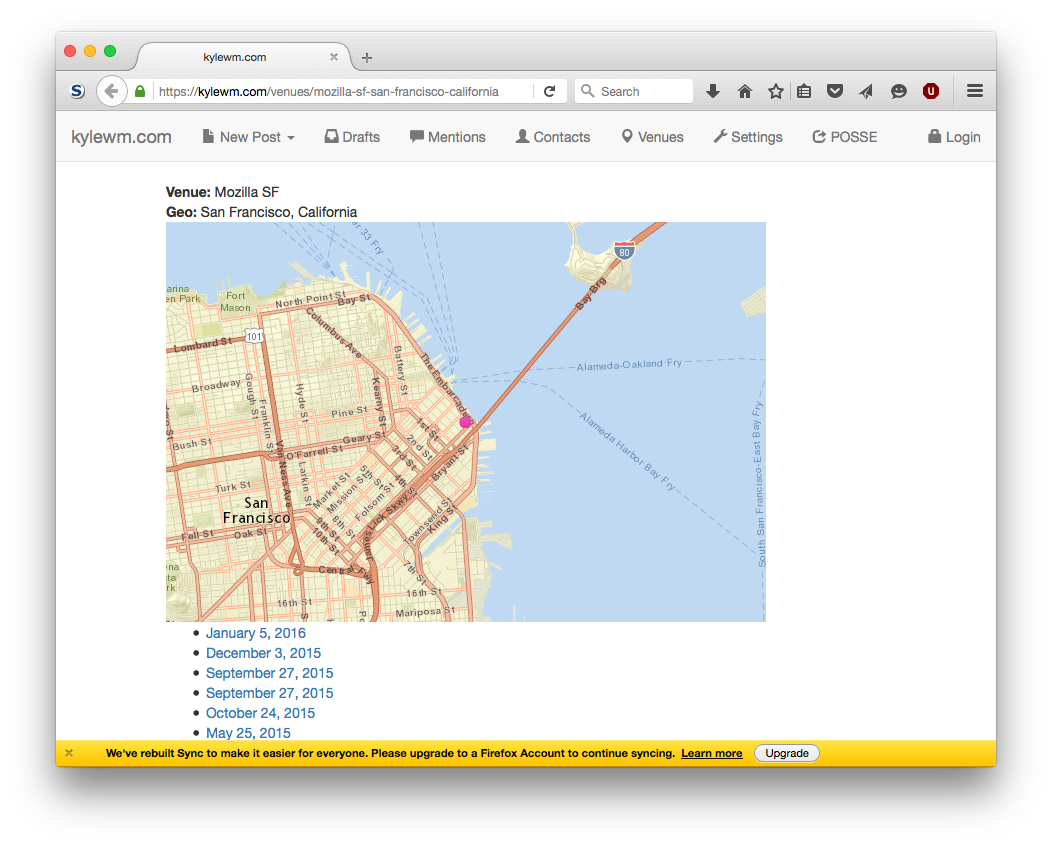 kylewm.com
https://kylewm.com/venues/mozilla-sf-san-francisco-california
Search
kylewm.com New Post Drafts Mentions Contacts Venues Settings POSSE Login
Venue: Mozilla SF
Geo: San Francisco, California
33 Fry
80
Bay Brg
arina
en Park
Fort
Mason
North Point St
Bay St
Columbus Ave
101
Lombard St
Battery St
The Embarcadero
Alameda-Oakland Fry
Broadway
Gough St
Franklin St
Hyde St
Kearny St
Pine St
1st St
2nd St
3rd St
4th
Bryant St
Alameda Harbor Bay Fry
South San Francisco-East Bay Fry
Bush St
Geary St
O'Farrell St
Van Ness Ave
Larkin St
Turk St
Market St
Mission St
5th St
Folsom St
San
Francisco
8th St
9th St
10th St
Lick Skwy
Townsend St
King St
Fell St
Oak St
Central Fwy
7th St
16th St
16th St
Mariposa St
January 5, 2016
December 3, 2015
September 27, 2015
September 27, 2015
October 24, 2015
May 25, 2015
We've rebuilt Sync to make it easier for everyone. Please upgrade to a Firefox Account to continue syncing. Learn more Upgrade